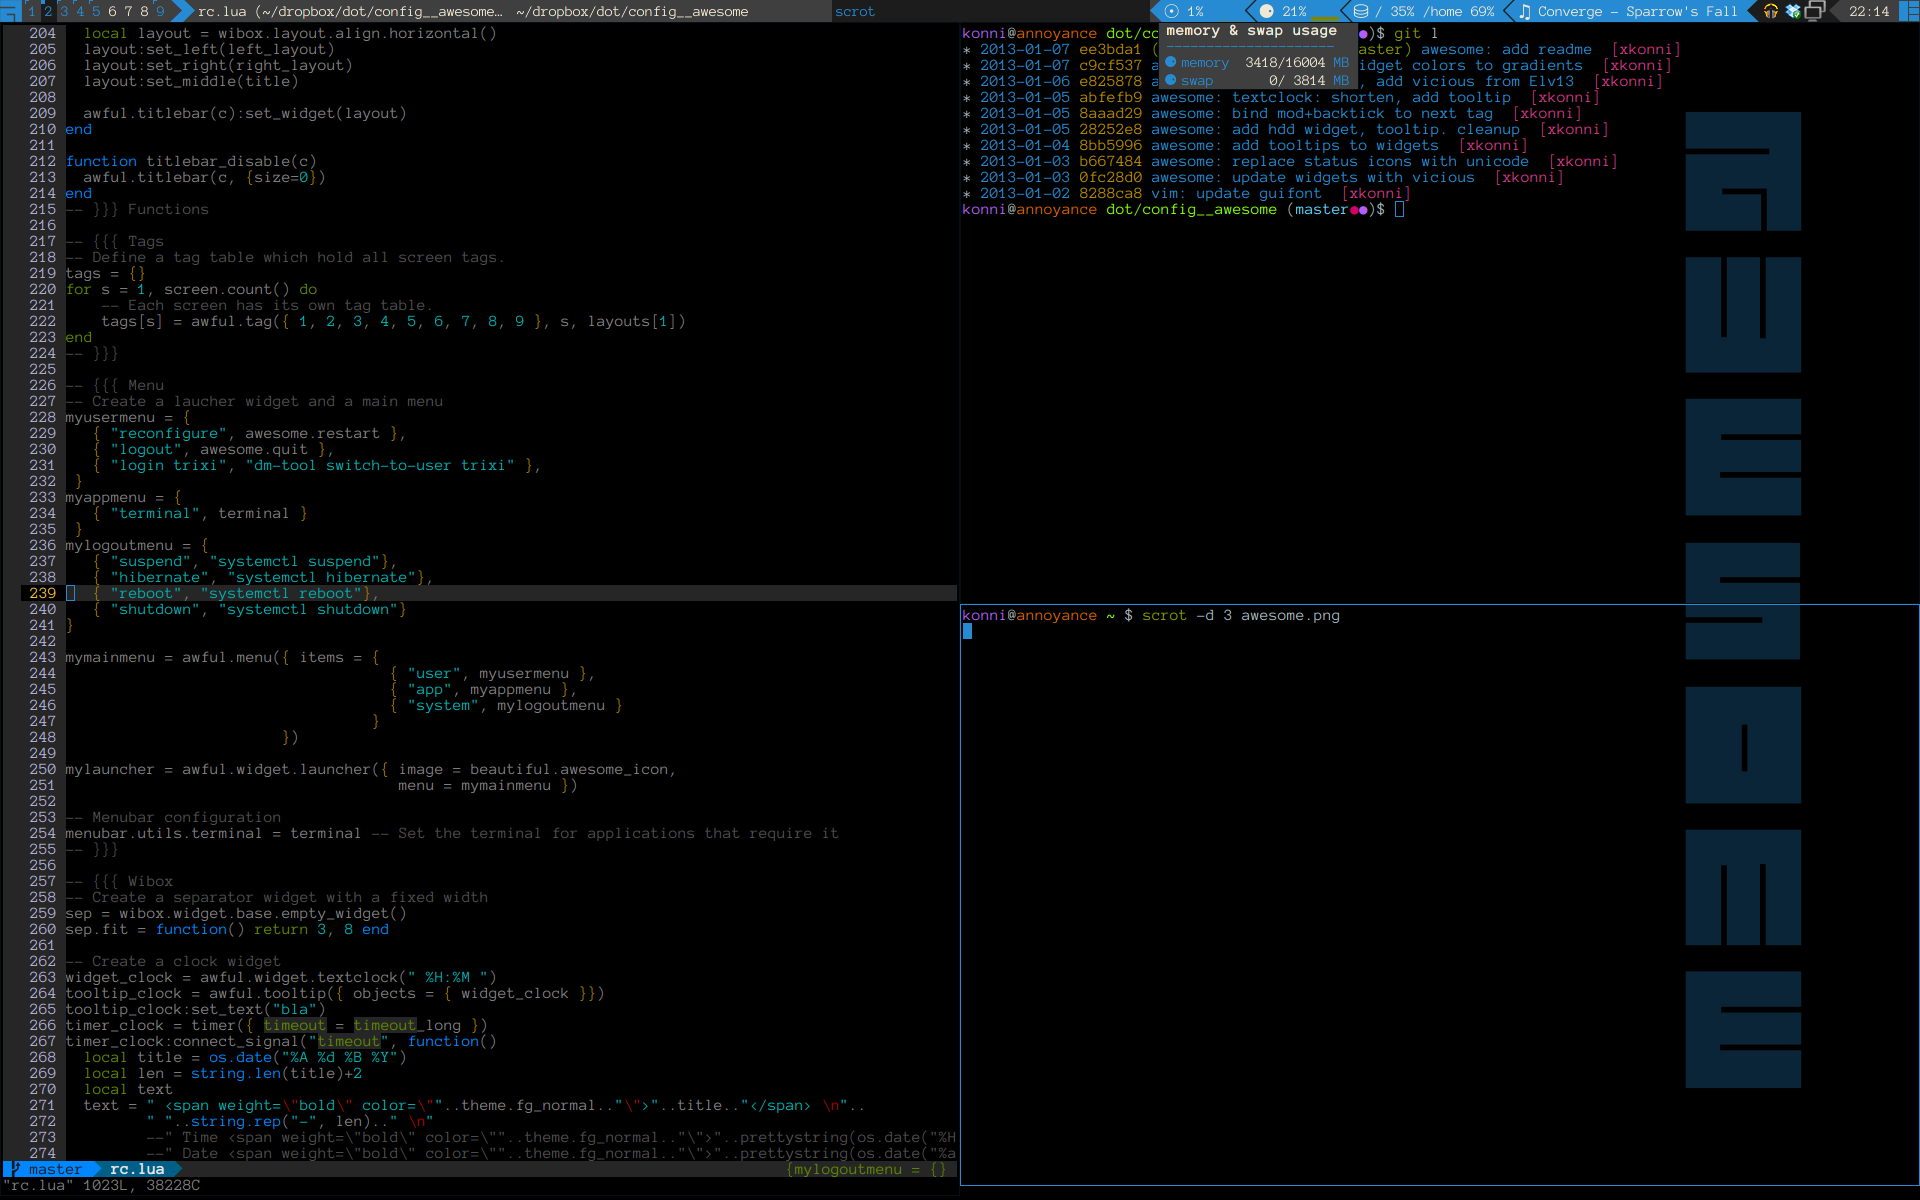 1 2 3 4 5 6 7 8 9 rc.lua (~/dropbox/dot/config__awesome… ~/dropbox/dot/config__awesome scrot 1% 21% / 35% /home 69% Converge - Sparrow's Fall 22:14
204 local layout = wibox.layout.align.horizontal()
205 layout:set_left(left_layout)
206 layout:set_right(right_layout)
207 layout:set_middle(title)
208
209 awful.titlebar(c):set_widget(layout)
210 end
211
212 function titlebar_disable(c)
213 awful.titlebar(c, {size=0})
214 end
215 -- }}} Functions
216
217 -- {{{ Tags
218 -- Define a tag table which hold all screen tags.
219 tags = {}
220 for s = 1, screen.count() do
221 -- Each screen has its own tag table.
222 tags[s] = awful.tag({ 1, 2, 3, 4, 5, 6, 7, 8, 9 }, s, layouts[1])
223 end
224 -- }}}
225
226 -- {{{ Menu
227 -- Create a laucher widget and a main menu
228 myusermenu = {
229 { "reconfigure", awesome.restart },
230 { "logout", awesome.quit },
231 { "login trixi", "dm-tool switch-to-user trixi" },
232 }
233 myappmenu = {
234 { "terminal", terminal }
235 }
236 mylogoutmenu = {
237 { "suspend", "systemctl suspend"},
238 { "hibernate", "systemctl hibernate"},
239 { "reboot", "systemctl reboot"},
240 { "shutdown", "systemctl shutdown"}
241 }
242
243 mymainmenu = awful.menu({ items = {
244 { "user", myusermenu },
245 { "app", myappmenu },
246 { "system", mylogoutmenu }
247 }
248 })
249
250 mylauncher = awful.widget.launcher({ image = beautiful.awesome_icon,
251 menu = mymainmenu })
252
253 -- Menubar configuration
254 menubar.utils.terminal = terminal -- Set the terminal for applications that require it
255 -- }}}
256
257 -- {{{ Wibox
258 -- Create a separator widget with a fixed width
259 sep = wibox.widget.base.empty_widget()
260 sep.fit = function() return 3, 8 end
261
262 -- Create a clock widget
263 widget_clock = awful.widget.textclock(" %H:%M ")
264 tooltip_clock = awful.tooltip({ objects = { widget_clock }})
265 tooltip_clock:set_text("bla")
266 timer_clock = timer({ timeout = timeout_long })
267 timer_clock:connect_signal("timeout", function()
268 local title = os.date("%A %d %B %Y")
269 local len = string.len(title)+2
270 local text
271 text = " <span weight=\"bold\" color=\""..theme.fg_normal.."\">"..title.."</span> \n"..
272 " "..string.rep("-", len).." \n"
273 --" Time <span weight=\"bold\" color=\""..theme.fg_normal.."\">"..prettystring(os.date("%H
274 --" Date <span weight=\"bold\" color=\""..theme.fg_normal.."\">"..prettystring(os.date("%a
master rc.lua {mylogoutmenu = {}
"rc.lua" 1023L, 38228C
konni@annoyance dot/co ●)$ git l
* 2013-01-07 ee3bda1 ( aster) awesome: add readme [xkonni]
* 2013-01-07 c9cf537 a idget colors to gradients [xkonni]
* 2013-01-06 e825878 a , add vicious from Elv13 [xkonni]
* 2013-01-05 abfefb9 awesome: textclock: shorten, add tooltip [xkonni]
* 2013-01-05 8aaad29 awesome: bind mod+backtick to next tag [xkonni]
* 2013-01-05 28252e8 awesome: add hdd widget, tooltip. cleanup [xkonni]
* 2013-01-04 8bb5996 awesome: add tooltips to widgets [xkonni]
* 2013-01-03 b667484 awesome: replace status icons with unicode [xkonni]
* 2013-01-03 0fc28d0 awesome: update widgets with vicious [xkonni]
* 2013-01-02 8288ca8 vim: update guifont [xkonni]
konni@annoyance dot/config__awesome (master●●)$
memory & swap usage
---------------------
memory 3418/16004 MB
swap 0/ 3814 MB
konni@annoyance ~ $ scrot -d 3 awesome.png